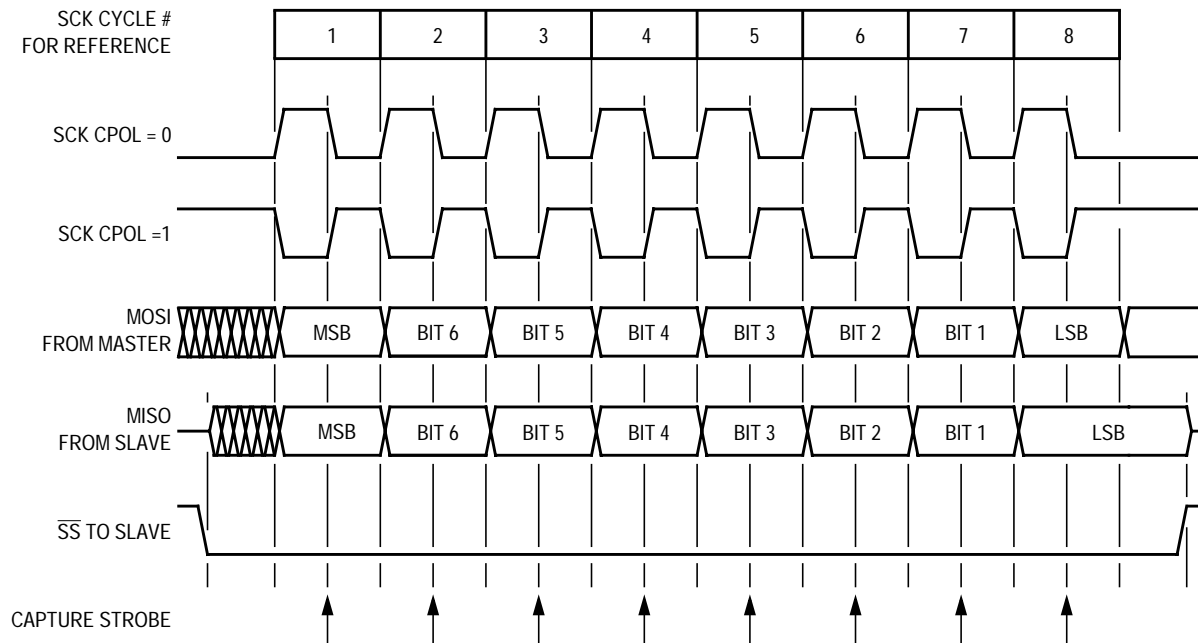 SCK CYCLE #
FOR REFERENCE
1 2 3 4 5 6 7 8
SCK CPOL = 0
SCK CPOL =1
MOSI
FROM MASTER
MSB BIT 6 BIT 5 BIT 4 BIT 3 BIT 2 BIT 1 LSB
MISO
FROM SLAVE
MSB BIT 6 BIT 5 BIT 4 BIT 3 BIT 2 BIT 1 LSB
S̅S̅ TO SLAVE
CAPTURE STROBE